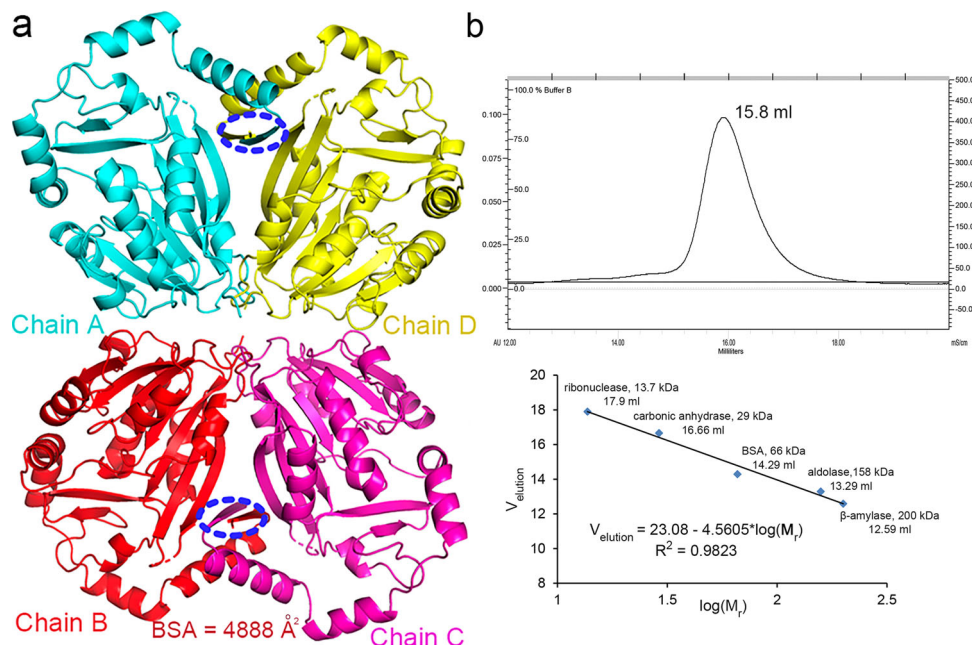 a
Chain A
Chain D
Chain B
BSA = 4888 Å²
Chain C
b
100.0 % Buffer B
15.8 ml
0.100
0.075
0.050
0.025
0.000
75.0
50.0
25.0
0.0
500.0
450.0
400.0
350.0
300.0
250.0
200.0
150.0
100.0
50.0
0.0
-50.0
-100.0
AU 12.00
14.00
16.00
18.00
mS/cm
Milliliters
V elution
20
18
16
14
12
10
8
ribonuclease, 13.7 kDa
17.9 ml
carbonic anhydrase, 29 kDa
16.66 ml
BSA, 66 kDa
14.29 ml
aldolase,158 kDa
13.29 ml
β-amylase, 200 kDa
12.59 ml
V elution = 23.08 - 4.5605*log(Mr)
R² = 0.9823
1
1.5
2
2.5
log(Mr)